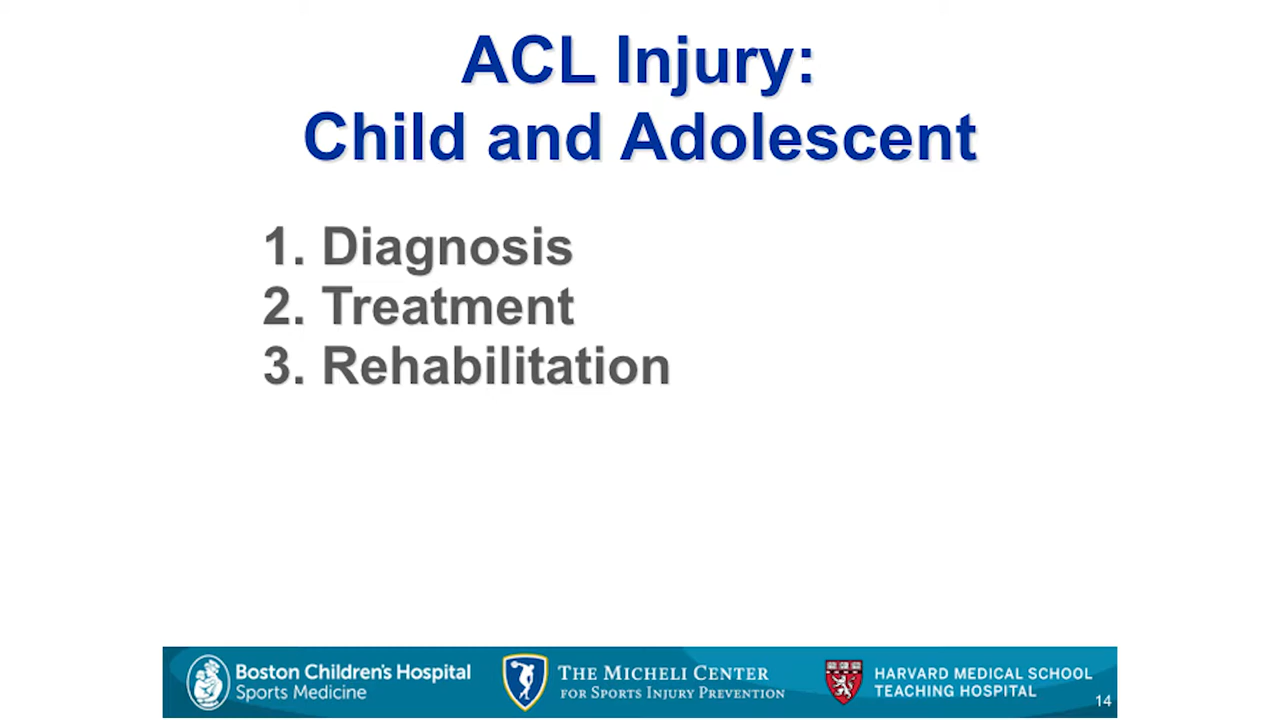 ACL Injury:
Child and Adolescent
1. Diagnosis
2. Treatment
3. Rehabilitation
Boston Children's Hospital
Sports Medicine
THE MICHELI CENTER
FOR SPORTS INJURY PREVENTION
HARVARD MEDICAL SCHOOL
TEACHING HOSPITAL
14